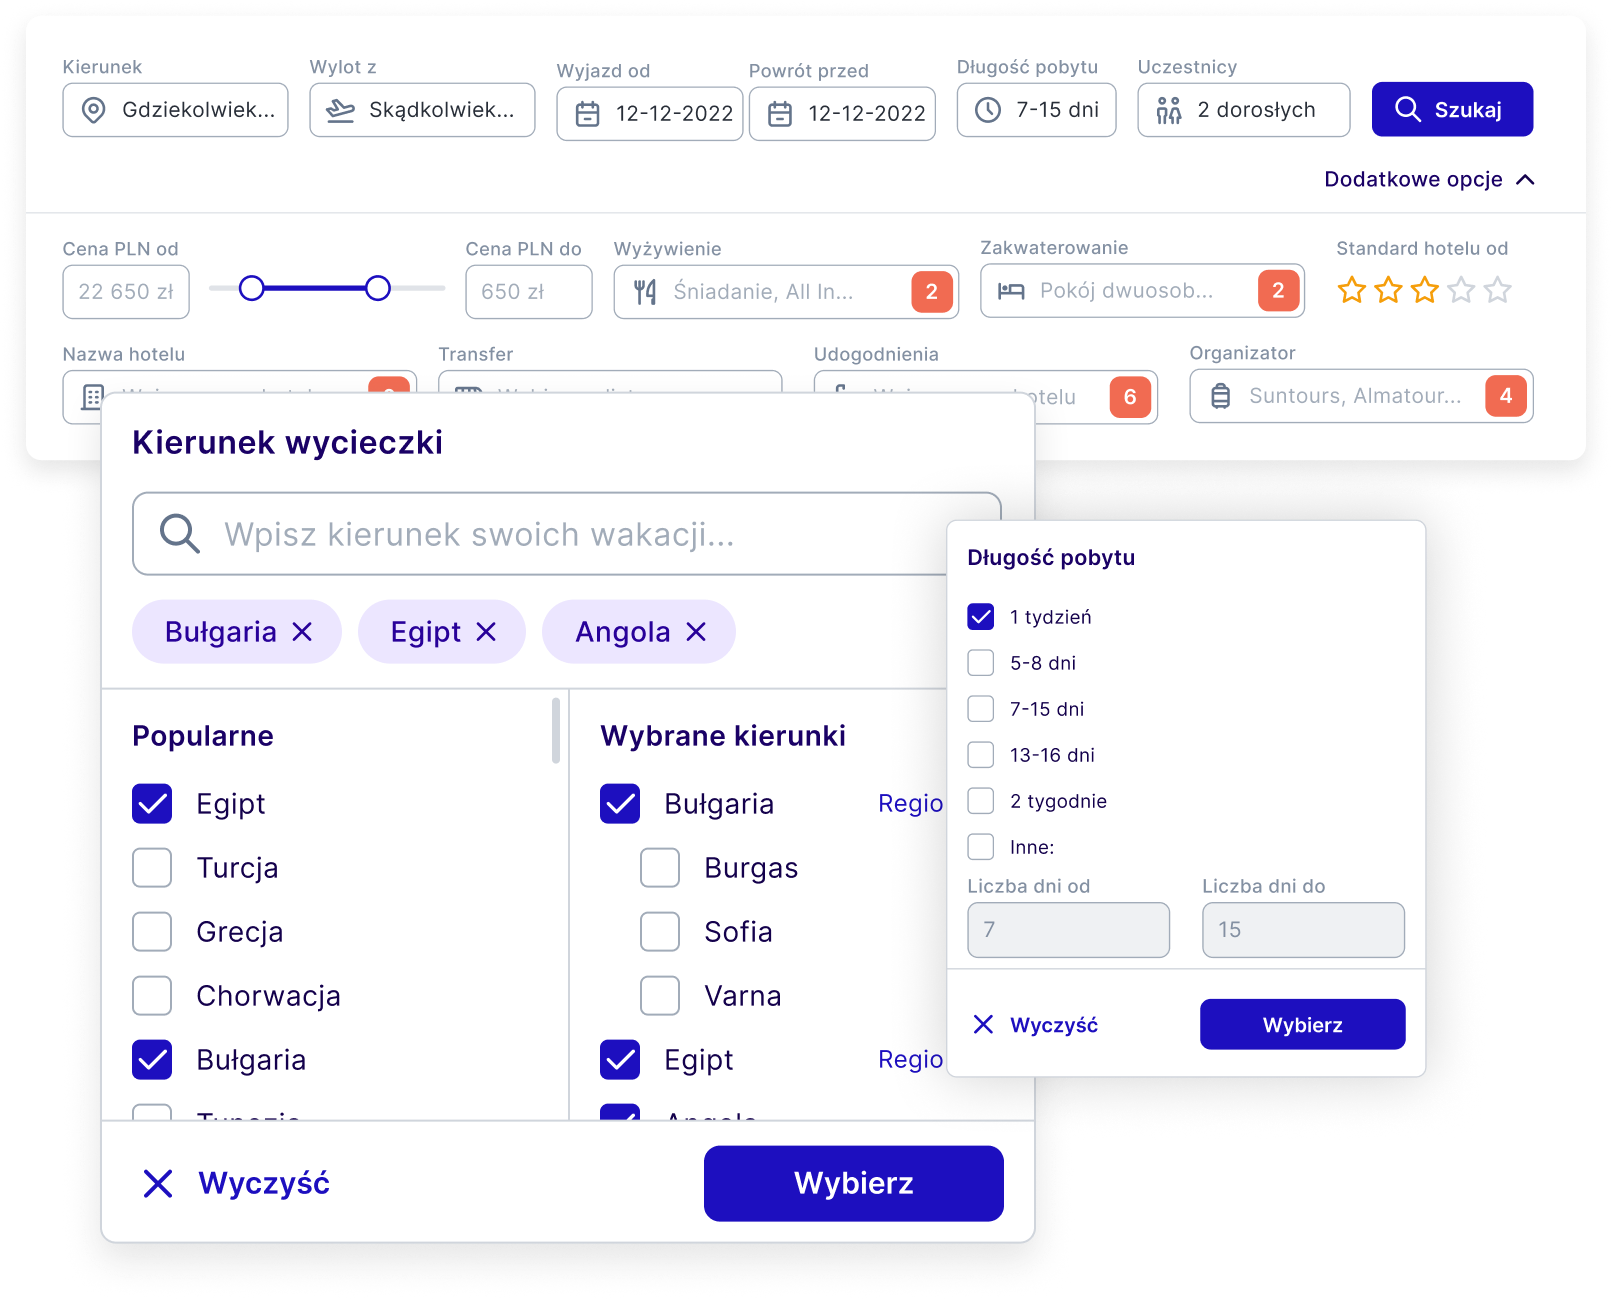 Kierunek
Wylot z
Wyjazd od
Powrót przed
Długość pobytu
Uczestnicy
Gdziekolwiek...
Skądkolwiek...
12-12-2022
12-12-2022
7-15 dni
2 dorosłych
Szukaj
Dodatkowe opcje
Cena PLN od
Cena PLN do
Wyżywienie
Zakwaterowanie
Standard hotelu od
22 650 zł
650 zł
Śniadanie, All In...
2
Pokój dwuosob...
2
Nazwa hotelu
Transfer
Udogodnienia
Organizator
6
Suntours, Almatour...
4
Kierunek wycieczki
Wpisz kierunek swoich wakacji...
Bułgaria
Egipt
Angola
Popularne
Egipt
Turcja
Grecja
Chorwacja
Bułgaria
Wybrane kierunki
Bułgaria
Regio
Burgas
Sofia
Varna
Egipt
Regio
Angola
Wyczyść
Wybierz
Długość pobytu
1 tydzień
5-8 dni
7-15 dni
13-16 dni
2 tygodnie
Inne:
Liczba dni od
Liczba dni do
7
15
Wyczyść
Wybierz